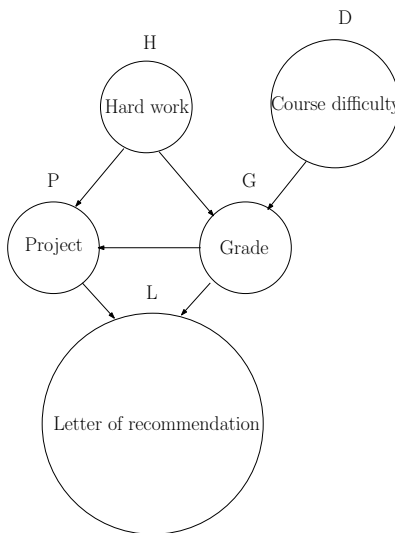 D
H
Hard work
Course difficulty
P
G
Project
Grade
L
Letter of recommendation